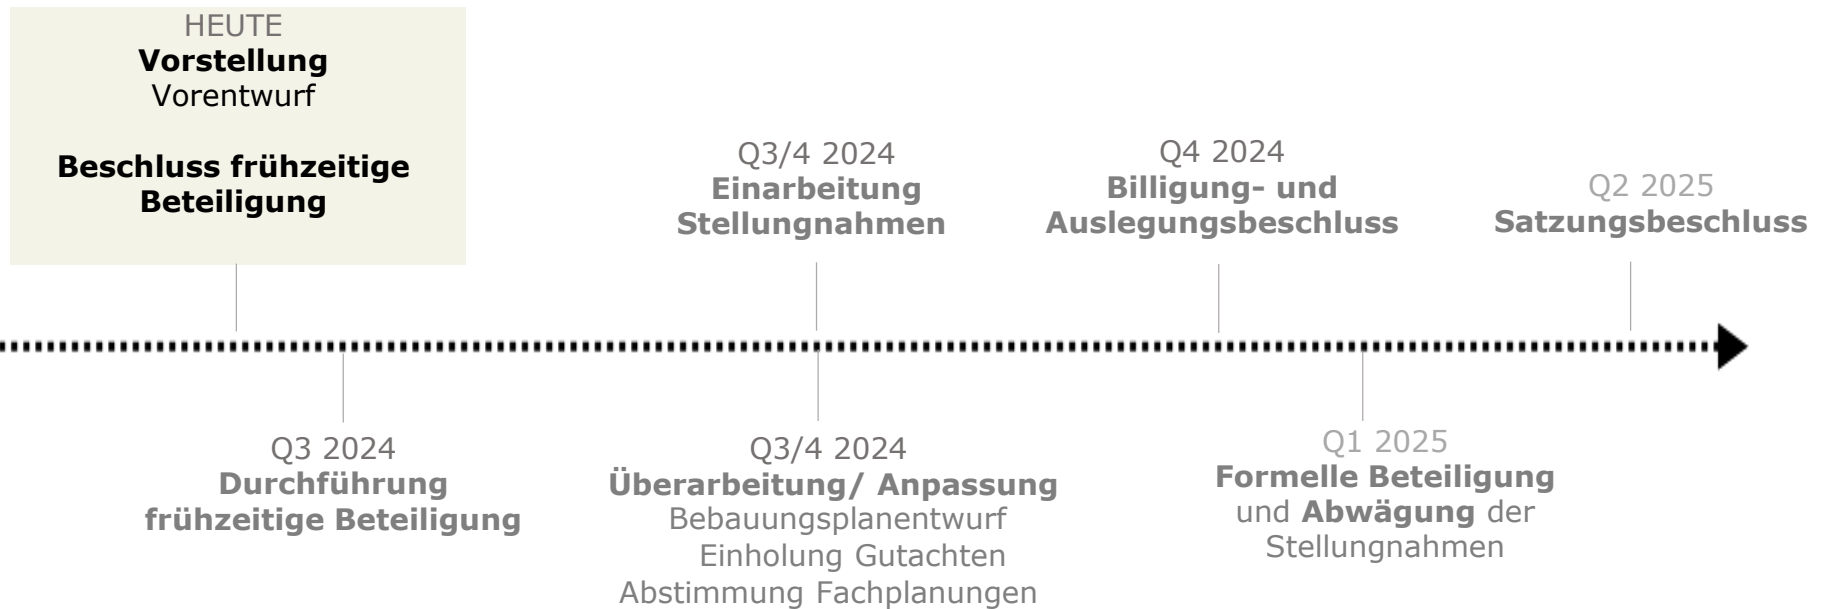 HEUTE
Vorstellung
Vorentwurf
Beschluss frühzeitige
Beteiligung
Q3 2024
Durchführung
frühzeitige Beteiligung
Q3/4 2024
Einarbeitung
Stellungnahmen
Q3/4 2024
Überarbeitung/ Anpassung
Bebauungsplanentwurf
Einholung Gutachten
Abstimmung Fachplanungen
Q4 2024
Billigung- und
Auslegungsbeschluss
Q1 2025
Formelle Beteiligung
und Abwägung der
Stellungnahmen
Q2 2025
Satzungsbeschluss